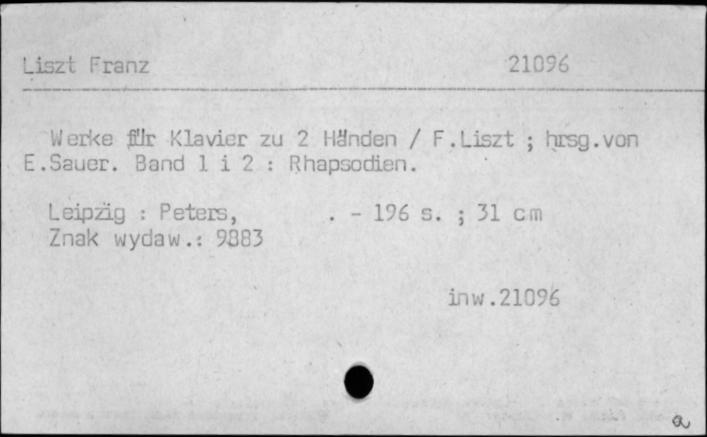 Liszt Franz 21096
Werke für Klavier zu 2 Händen / F.Liszt ; hrsg.von
E.Sauer. Band 1 i 2 : Rhapsodien.
Leipzig : Peters, . - 196 s. ; 31 cm
Znak wydaw.: 9883
inw.21096
a